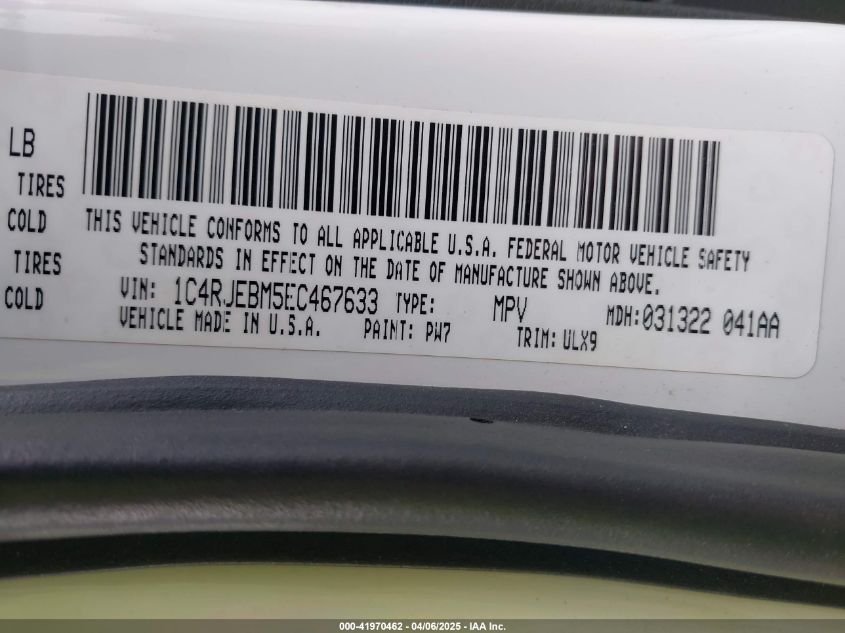 LB
TIRES
COLD
TIRES
COLD
THIS VEHICLE CONFORMS TO ALL APPLICABLE U.S.A. FEDERAL MOTOR VEHICLE SAFETY
STANDARDS IN EFFECT ON THE DATE OF MANUFACTURE SHOWN ABOVE.
VIN: 1C4RJEBM5EC467633 TYPE: MPV MDH:031322 041AA
VEHICLE MADE IN U.S.A. PAINT: PW7 TRIM: ULX9
000-41970462 - 04/06/2025 - IAA Inc.